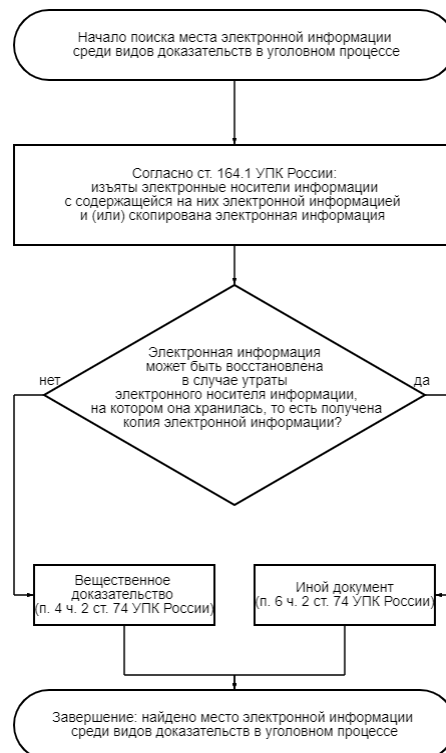 Начало поиска места электронной информации
среди видов доказательств в уголовном процессе
Согласно ст. 164.1 УПК России:
изъяты электронные носители информации
с содержащейся на них электронной информацией
и (или) скопирована электронная информация
Электронная информация
может быть восстановлена
в случае утраты
электронного носителя информации,
на котором она хранилась, то есть получена
копия электронной информации?
нет
да
Вещественное
доказательство
(п. 4 ч. 2 ст. 74 УПК России)
Иной документ
(п. 6 ч. 2 ст. 74 УПК России)
Завершение: найдено место электронной информации
среди видов доказательств в уголовном процессе